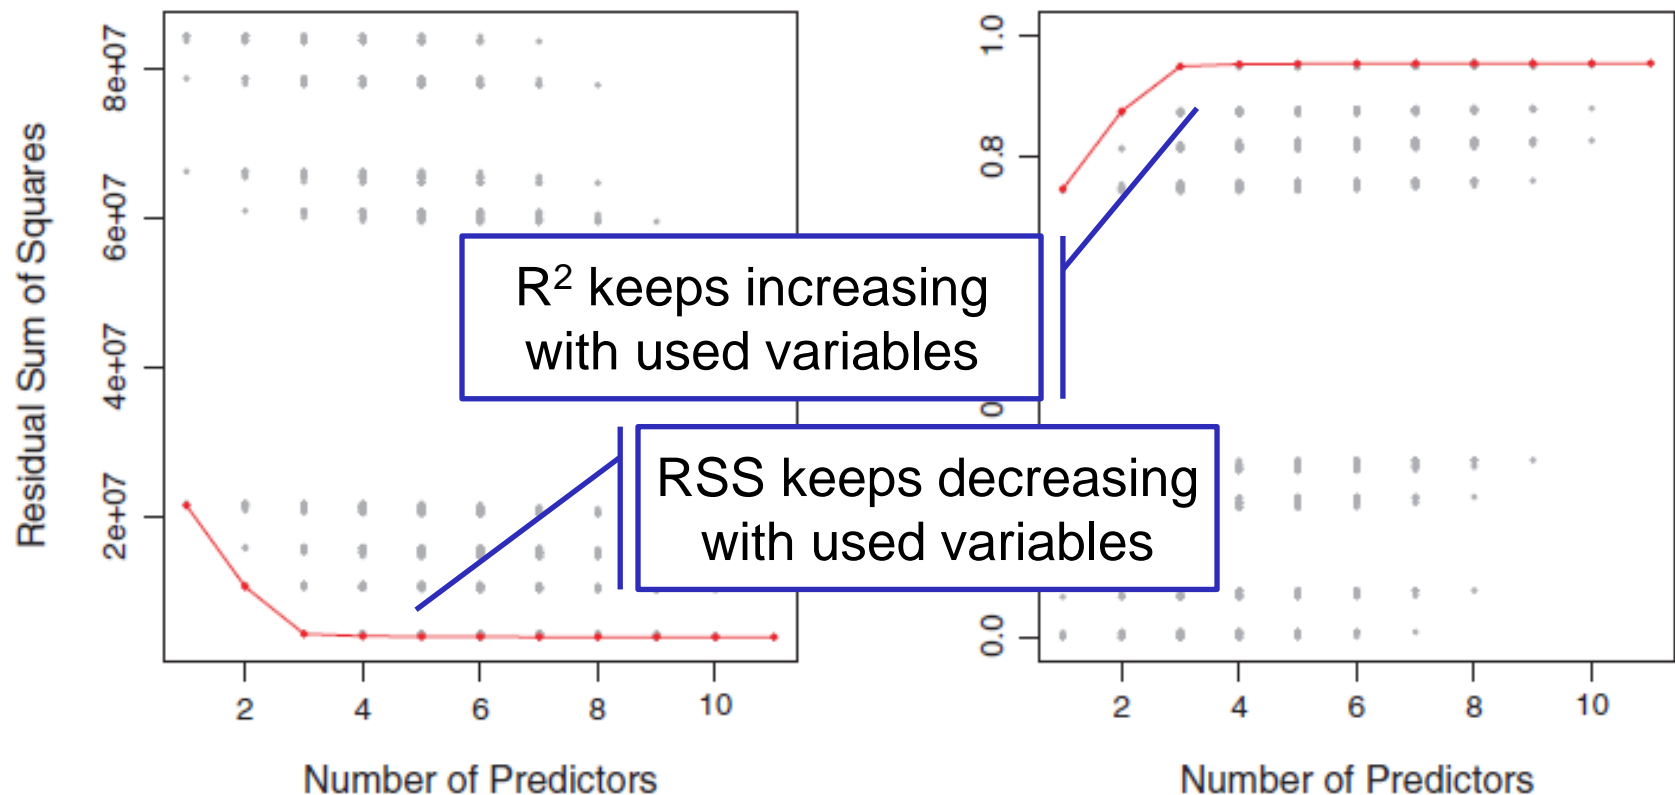 Residual Sum of Squares
8e+07
6e+07
4e+07
2e+07
2 4 6 8 10
Number of Predictors
R² keeps increasing
with used variables
RSS keeps decreasing
with used variables
1.0
0.8
0.0
2 4 6 8 10
Number of Predictors